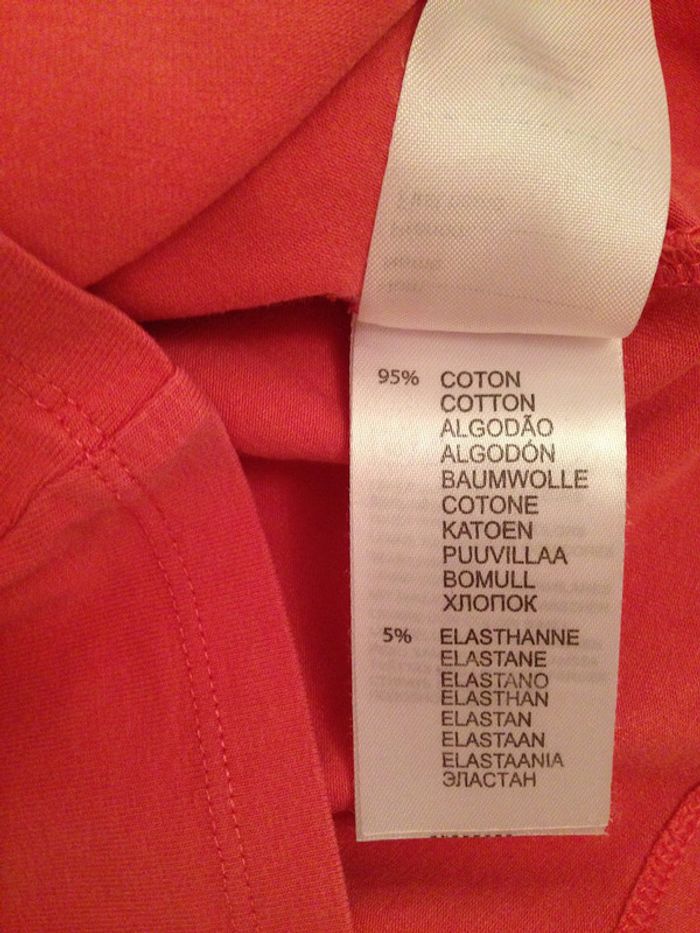 95% COTON
COTTON
ALGODÃO
ALGODÓN
BAUMWOLLE
COTONE
KATOEN
PUUVILLAA
BOMULL
ХЛОПОК
5% ELASTHANNE
ELASTANE
ELASTANO
ELASTHAN
ELASTAN
ELASTAAN
ELASTAANIA
ЭЛАСТАН